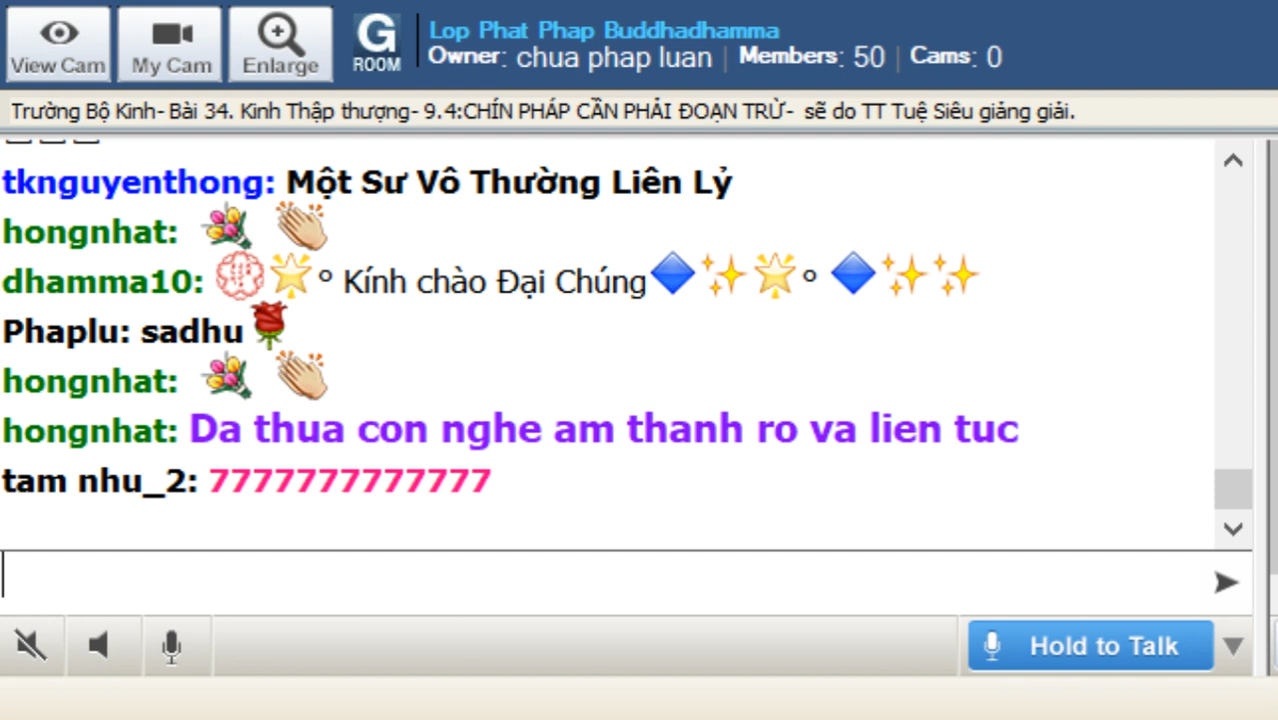 Lop Phat Phap Buddhadhamma
View Cam My Cam Enlarge G ROOM Owner: chua phap luan | Members: 50 | Cams: 0
Trường Bộ Kinh- Bài 34. Kinh Thập thượng- 9.4:CHÍN PHÁP CẦN PHẢI ĐOẠN TRỪ- sẽ do TT Tuệ Siêu giảng giải.
tknguyenthong: Một Sư Vô Thường Liên Lỷ
hongnhat:
dhamma10: ° Kính chào Đại Chúng °
Phaplu: sadhu
hongnhat:
hongnhat: Da thua con nghe am thanh ro va lien tuc
tam nhu_2: 7777777777777
Hold to Talk